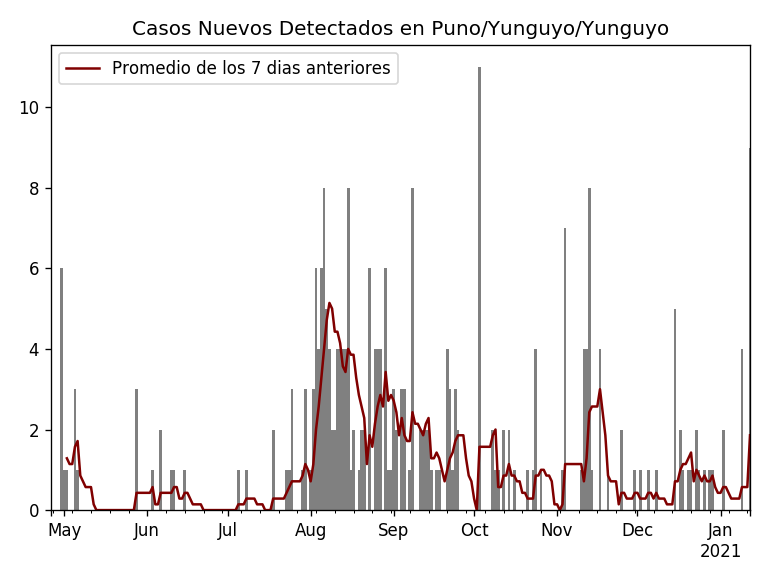 Casos Nuevos Detectados en Puno/Yunguyo/Yunguyo
Promedio de los 7 dias anteriores
10
8
6
4
2
0
May Jun Jul Aug Sep Oct Nov Dec Jan
2021